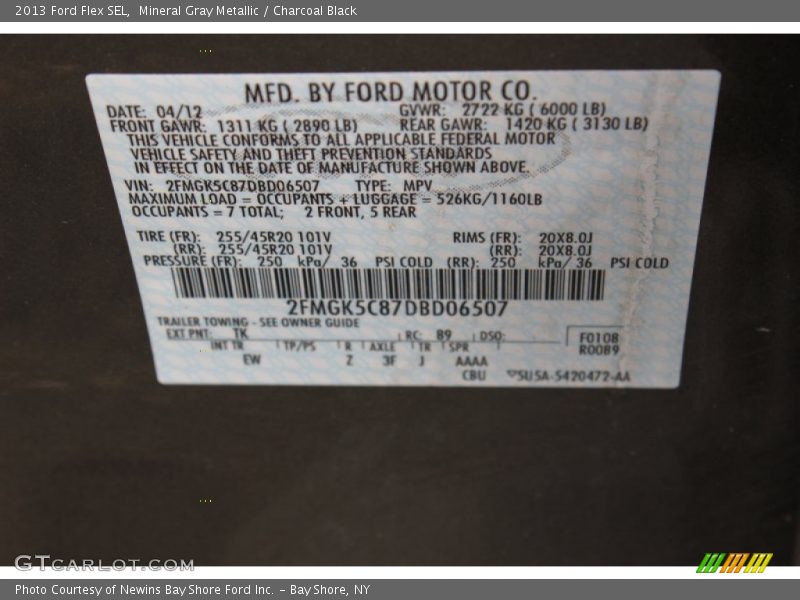 2013 Ford Flex SEL,  Mineral Gray Metallic / Charcoal Black
MFD. BY FORD MOTOR CO.
DATE: 04/12 GVWR: 2722 KG ( 6000 LB)
FRONT GAWR: 1311 KG ( 2890 LB) REAR GAWR: 1420 KG ( 3130 LB)
THIS VEHICLE CONFORMS TO ALL APPLICABLE FEDERAL MOTOR
VEHICLE SAFETY AND THEFT PREVENTION STANDARDS
IN EFFECT ON THE DATE OF MANUFACTURE SHOWN ABOVE.
VIN: 2FMGK5C87DBD06507 TYPE: MPV
MAXIMUM LOAD = OCCUPANTS + LUGGAGE = 526KG/1160LB
OCCUPANTS = 7 TOTAL; 2 FRONT, 5 REAR
TIRE (FR): 255/45R20 101V RIMS (FR): 20X8.0J
(RR): 255/45R20 101V (RR): 20X8.0J
PRESSURE (FR): 250 kPa/ 36 PSI COLD (RR): 250 kPa/ 36 PSI COLD
2FMGK5C87DBD06507
TRAILER TOWING - SEE OWNER GUIDE
EXT PNT: TK RC: 89 DSO: F0108
INT TR TP/PS R AXLE TR SPR R0089
EW Z 3F J AAAA
CBU 5U5A-5420472-AA
GTCARLOT.COM
Photo Courtesy of Newins Bay Shore Ford Inc. - Bay Shore, NY